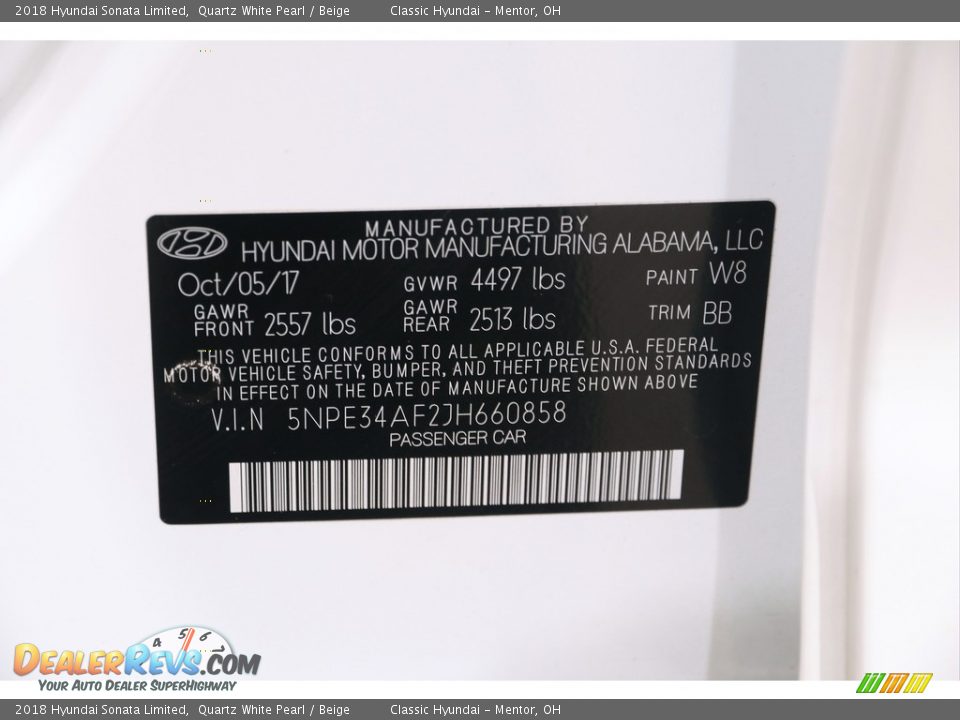 2018 Hyundai Sonata Limited, Quartz White Pearl / Beige Classic Hyundai - Mentor, OH
MANUFACTURED BY
HYUNDAI MOTOR MANUFACTURING ALABAMA, LLC
Oct/05/17 GVWR 4497 lbs PAINT W8
GAWR FRONT 2557 lbs GAWR REAR 2513 lbs TRIM BB
THIS VEHICLE CONFORMS TO ALL APPLICABLE U.S.A. FEDERAL
MOTOR VEHICLE SAFETY, BUMPER, AND THEFT PREVENTION STANDARDS
IN EFFECT ON THE DATE OF MANUFACTURE SHOWN ABOVE
V.I.N 5NPE34AF2JH660858
PASSENGER CAR
4 5 6 7
DEALERREVS.COM
YOUR AUTO DEALER SUPERHIGHWAY
2018 Hyundai Sonata Limited, Quartz White Pearl / Beige Classic Hyundai - Mentor, OH